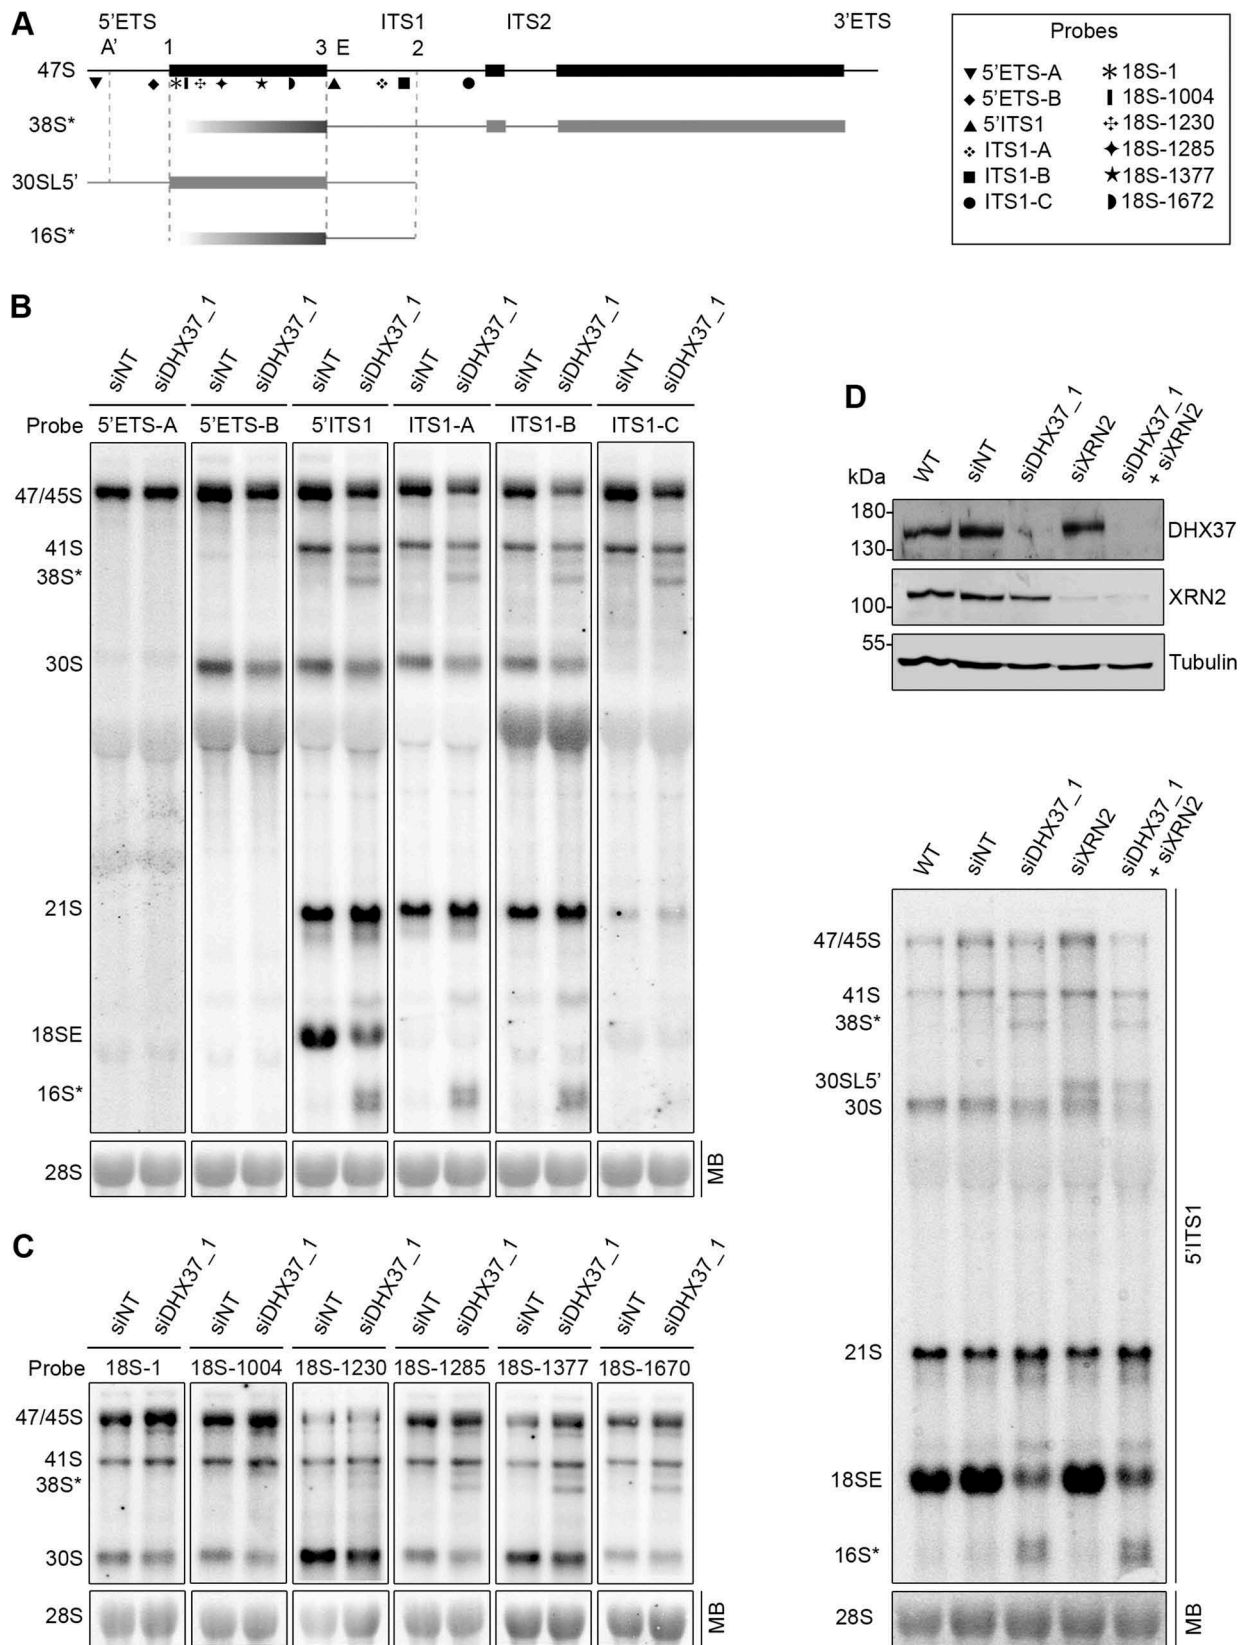 A
5'ETS ITS1 ITS2 3'ETS
A' 1 3 E 2
47S
38S*
30SL5'
16S*
Probes
5'ETS-A 18S-1
5'ETS-B 18S-1004
5'ITS1 18S-1230
ITS1-A 18S-1285
ITS1-B 18S-1377
ITS1-C 18S-1672
B
siNT siDHX37_1 siNT siDHX37_1 siNT siDHX37_1 siNT siDHX37_1 siNT siDHX37_1 siNT siDHX37_1
Probe 5'ETS-A 5'ETS-B 5'ITS1 ITS1-A ITS1-B ITS1-C
47/45S
41S
38S*
30S
21S
18SE
16S*
28S MB
C
siNT siDHX37_1 siNT siDHX37_1 siNT siDHX37_1 siNT siDHX37_1 siNT siDHX37_1 siNT siDHX37_1
Probe 18S-1 18S-1004 18S-1230 18S-1285 18S-1377 18S-1670
47/45S
41S
38S*
30S
28S MB
D
WT siNT siDHX37_1 siXRN2 siDHX37_1 + siXRN2
kDa
180
130 DHX37
100 XRN2
55
Tubulin
WT siNT siDHX37_1 siXRN2 siDHX37_1 + siXRN2
47/45S
41S
38S*
30SL5'
30S
5'ITS1
21S
18SE
16S*
28S MB